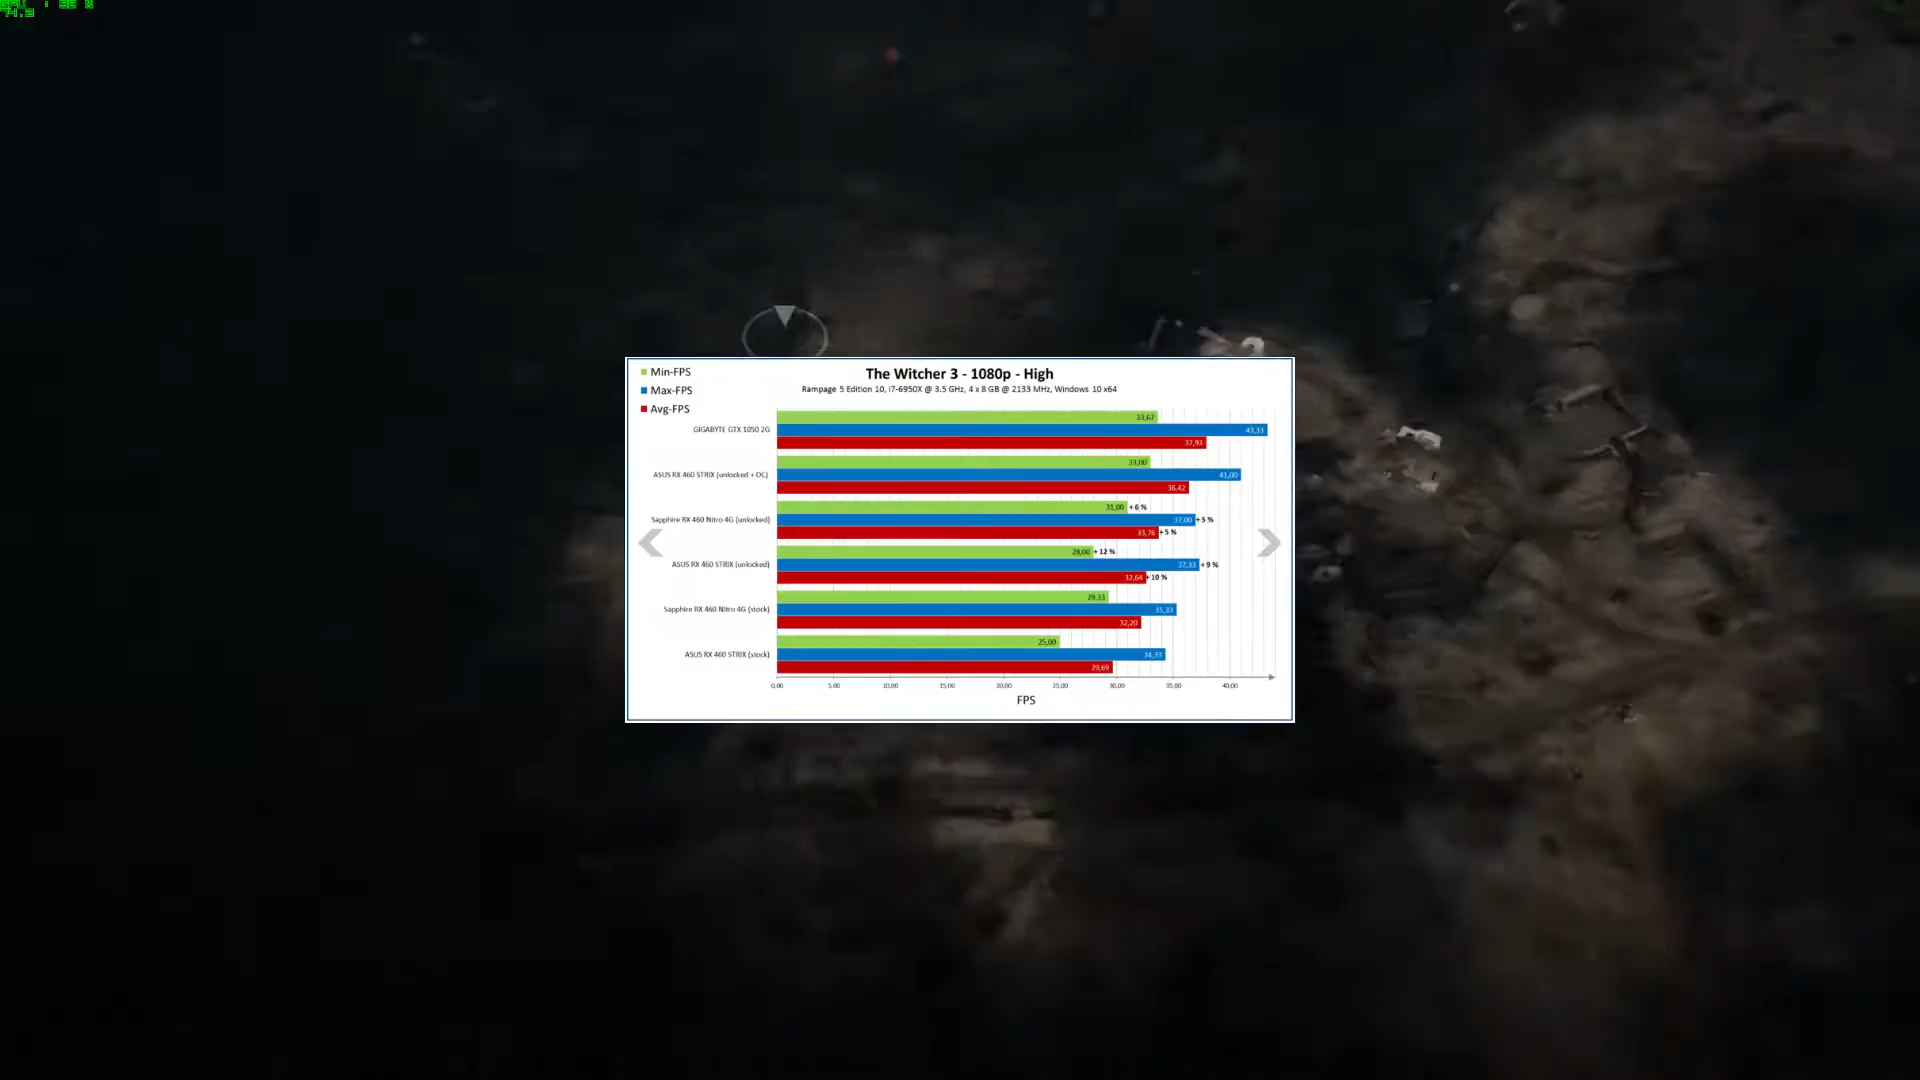 Min-FPS
Max-FPS
Avg-FPS
The Witcher 3 - 1080p - High
Rampage 5 Edition 10, i7-6950X @ 3.5 GHz, 4 x 8 GB @ 2133 MHz, Windows 10 x64
GIGABYTE GTX 1050 2G
33,67
43,33
37,93
ASUS RX 460 STRIX (unlocked + OC)
33,00
41,00
36,42
Sapphire RX 460 Nitro 4G (unlocked)
31,00 + 6 %
37,00 + 5 %
33,76 + 5 %
ASUS RX 460 STRIX (unlocked)
28,00 + 12 %
37,33 + 9 %
32,64 + 10 %
Sapphire RX 460 Nitro 4G (stock)
29,33
35,33
32,20
ASUS RX 460 STRIX (stock)
25,00
34,33
29,69
0,00 5,00 10,00 15,00 20,00 25,00 30,00 35,00 40,00
FPS